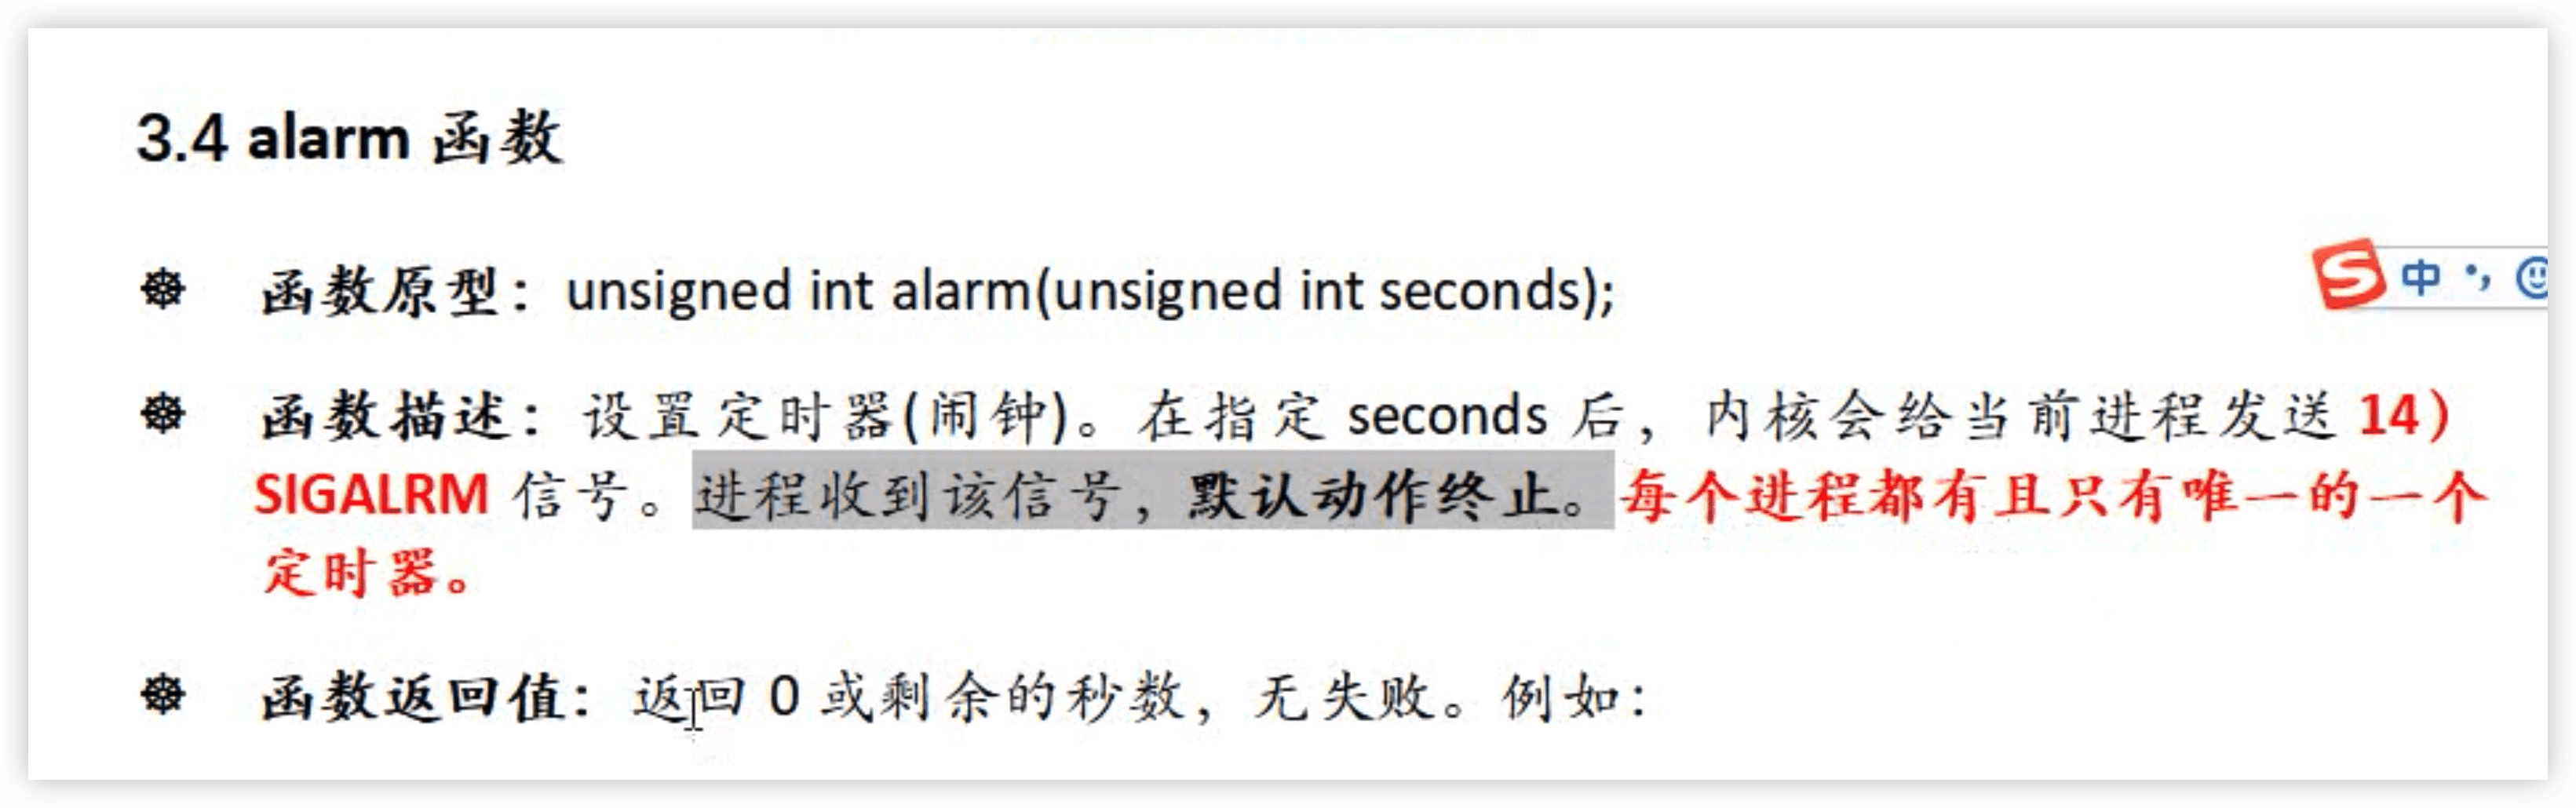 3.4 alarm 函数
函数原型：unsigned int alarm(unsigned int seconds);
中
函数描述：设置定时器(闹钟)。在指定 seconds 后，内核会给当前进程发送 14）
SIGALRM 信号。进程收到该信号，默认动作终止。每个进程都有且只有唯一的一个
定时器。
函数返回值：返回 0 或剩余的秒数，无失败。例如：